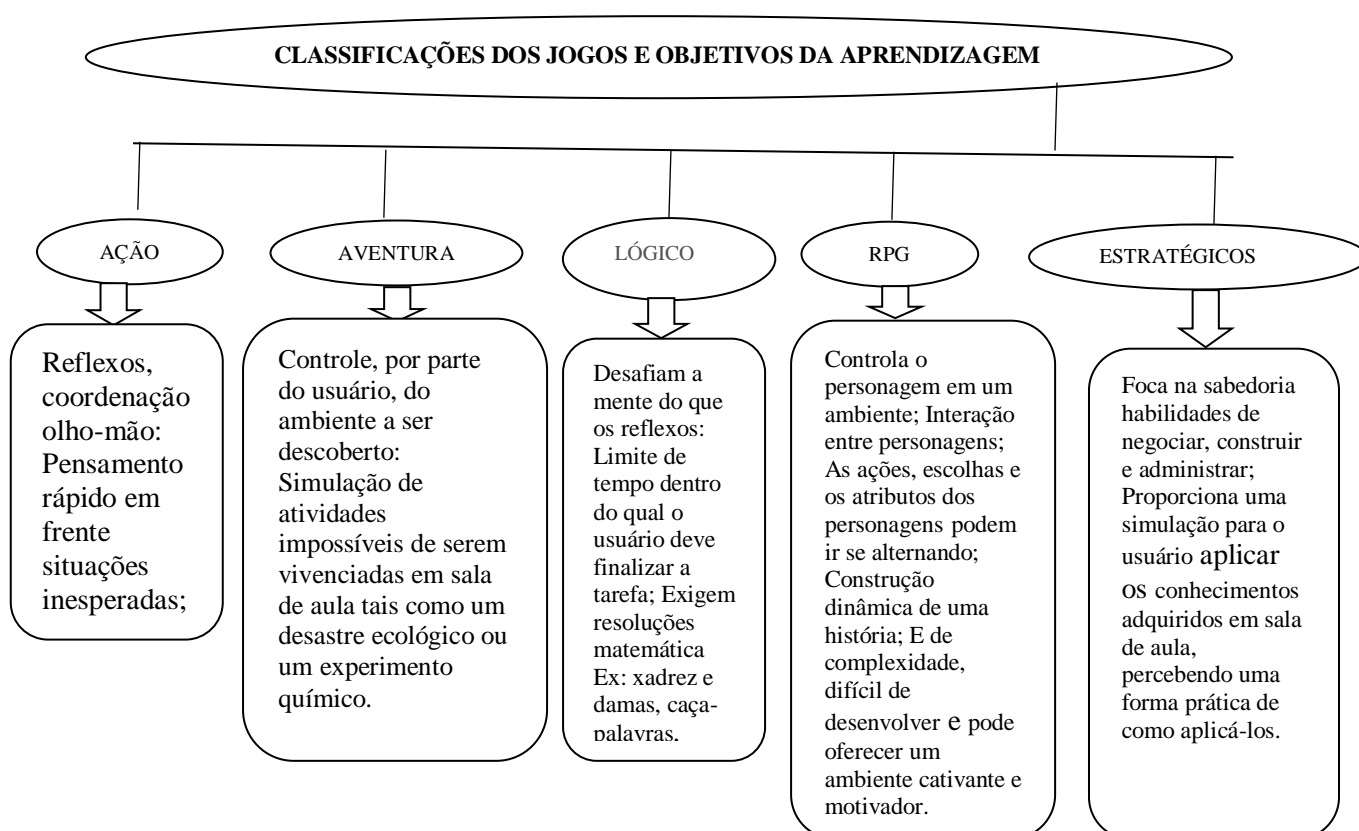 CLASSIFICAÇÕES DOS JOGOS E OBJETIVOS DA APRENDIZAGEM
AÇÃO
AVENTURA
LÓGICO
RPG
ESTRATÉGICOS
Reflexos,
coordenação
olho-mão:
Pensamento
rápido em
frente
situações
inesperadas;
Controle, por parte
do usuário, do
ambiente a ser
descoberto:
Simulação de
atividades
impossíveis de serem
vivenciadas em sala
de aula tais como um
desastre ecológico ou
um experimento
químico.
Desafiam a
mente do que
os reflexos:
Limite de
tempo dentro
do qual o
usuário deve
finalizar a
tarefa; Exigem
resoluções
matemática
Ex: xadrez e
damas, caça-
palavras.
Controla o
personagem em um
ambiente; Interação
entre personagens;
As ações, escolhas e
os atributos dos
personagens podem
ir se alternando;
Construção
dinâmica de uma
história; E de
complexidade,
difícil de
desenvolver e pode
oferecer um
ambiente cativante e
motivador.
Foca na sabedoria
habilidades de
negociar, construir
e administrar;
Proporciona uma
simulação para o
usuário aplicar
os conhecimentos
adquiridos em sala
de aula,
percebendo uma
forma prática de
como aplicá-los.